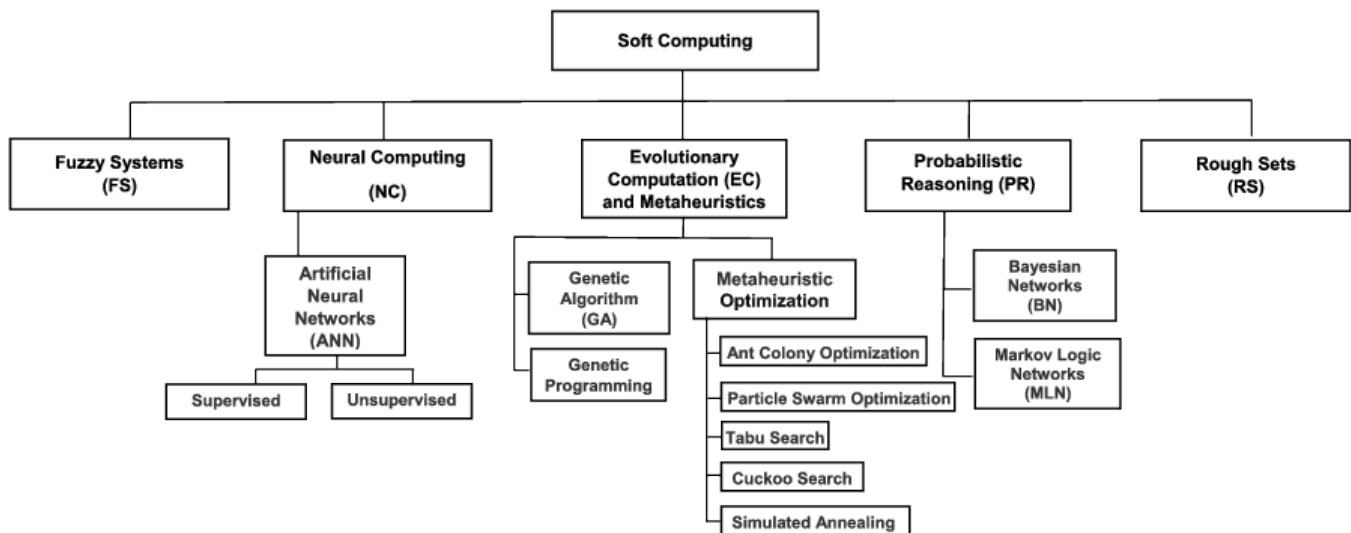 Soft Computing
Fuzzy Systems
(FS)
Neural Computing
(NC)
Evolutionary
Computation (EC)
and Metaheuristics
Probabilistic
Reasoning (PR)
Rough Sets
(RS)
Artificial
Neural
Networks
(ANN)
Supervised
Unsupervised
Genetic
Algorithm
(GA)
Genetic
Programming
Metaheuristic
Optimization
Ant Colony Optimization
Particle Swarm Optimization
Tabu Search
Cuckoo Search
Simulated Annealing
Bayesian
Networks
(BN)
Markov Logic
Networks
(MLN)